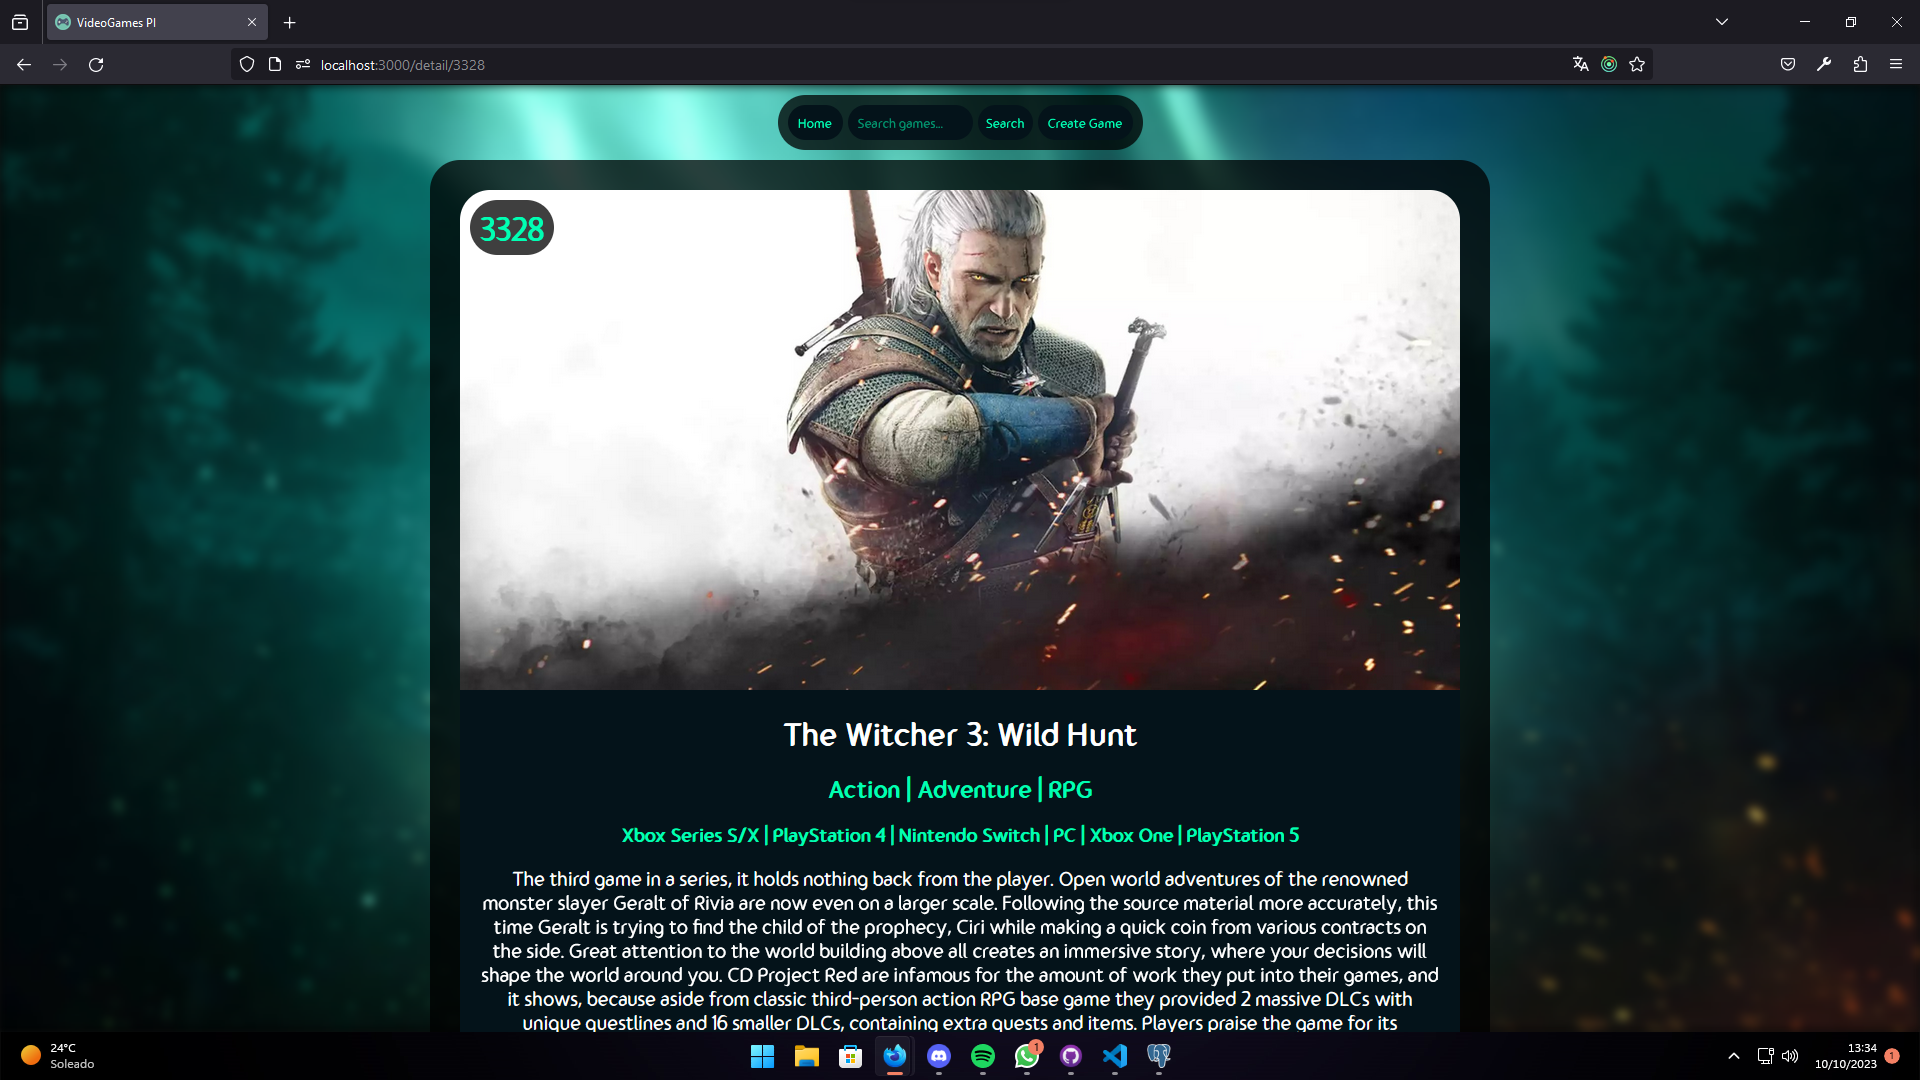 VideoGames PI
localhost:3000/detail/3328
Home
Search games...
Search
Create Game
3328
The Witcher 3: Wild Hunt
Action | Adventure | RPG
Xbox Series S/X | PlayStation 4 | Nintendo Switch | PC | Xbox One | PlayStation 5
The third game in a series, it holds nothing back from the player. Open world adventures of the renowned
monster slayer Geralt of Rivia are now even on a larger scale. Following the source material more accurately, this
time Geralt is trying to find the child of the prophecy, Ciri while making a quick coin from various contracts on
the side. Great attention to the world building above all creates an immersive story, where your decisions will
shape the world around you. CD Project Red are infamous for the amount of work they put into their games, and
it shows, because aside from classic third-person action RPG base game they provided 2 massive DLCs with
unique questlines and 16 smaller DLCs, containing extra quests and items. Players praise the game for its
24°C
Soleado
1
13:34
10/10/2023
1